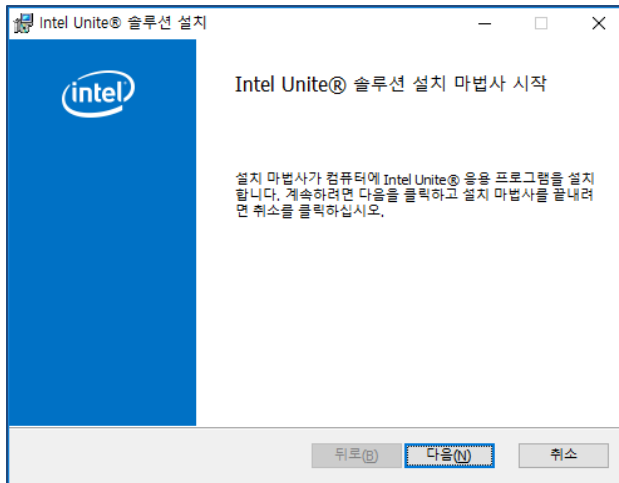 Intel Unite® 솔루션 설치
intel
Intel Unite® 솔루션 설치 마법사 시작
설치 마법사가 컴퓨터에 Intel Unite® 응용 프로그램을 설치
합니다. 계속하려면 다음을 클릭하고 설치 마법사를 끝내려
면 취소를 클릭하십시오.
뒤로(B) 다음(N) 취소